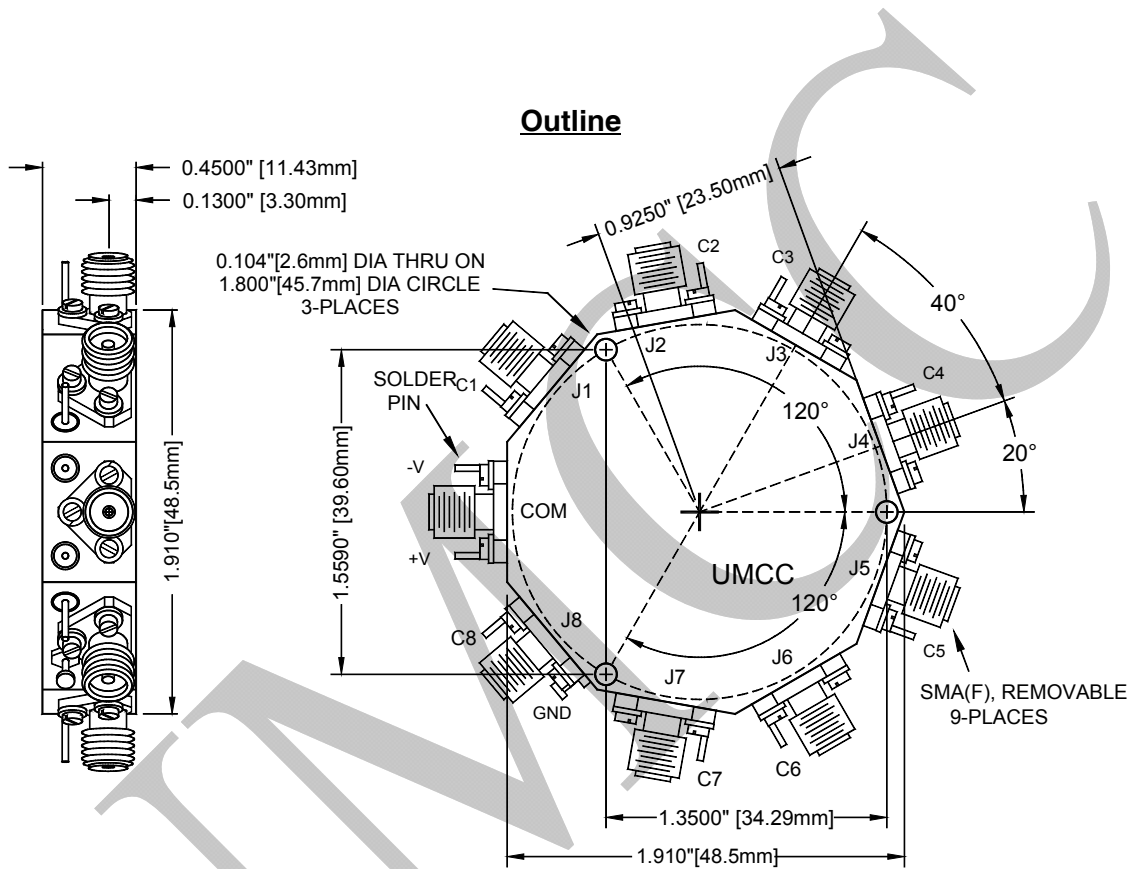 Outline
0.4500" [11.43mm]
0.1300" [3.30mm]
0.9250" [23.50mm]
0.104"[2.6mm] DIA THRU ON
1.800"[45.7mm] DIA CIRCLE
3-PLACES
C2
C3
40°
J2
J3
SOLDER
PIN
C1
J1
C4
120°
J4
20°
-V
COM
+V
1.910"[48.5mm]
1.5590" [39.60mm]
UMCC
J5
120°
C8
J8
J6
C5
J7
GND
SMA(F), REMOVABLE
9-PLACES
C6
C7
1.3500" [34.29mm]
1.910"[48.5mm]
UMCC